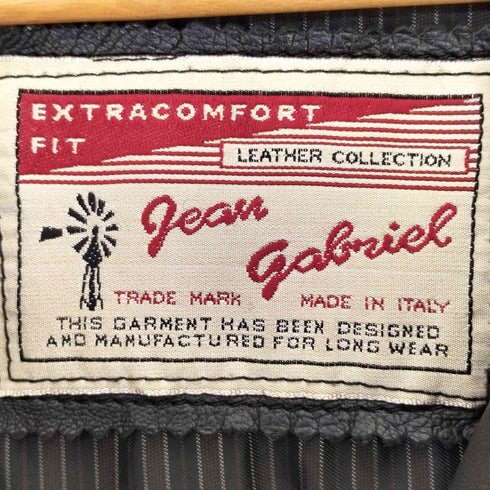 EXTRACOMFORT
FIT
LEATHER COLLECTION
Jean
Gabriel
TRADE MARK MADE IN ITALY
THIS GARMENT HAS BEEN DESIGNED
AND MANUFACTURED FOR LONG WEAR